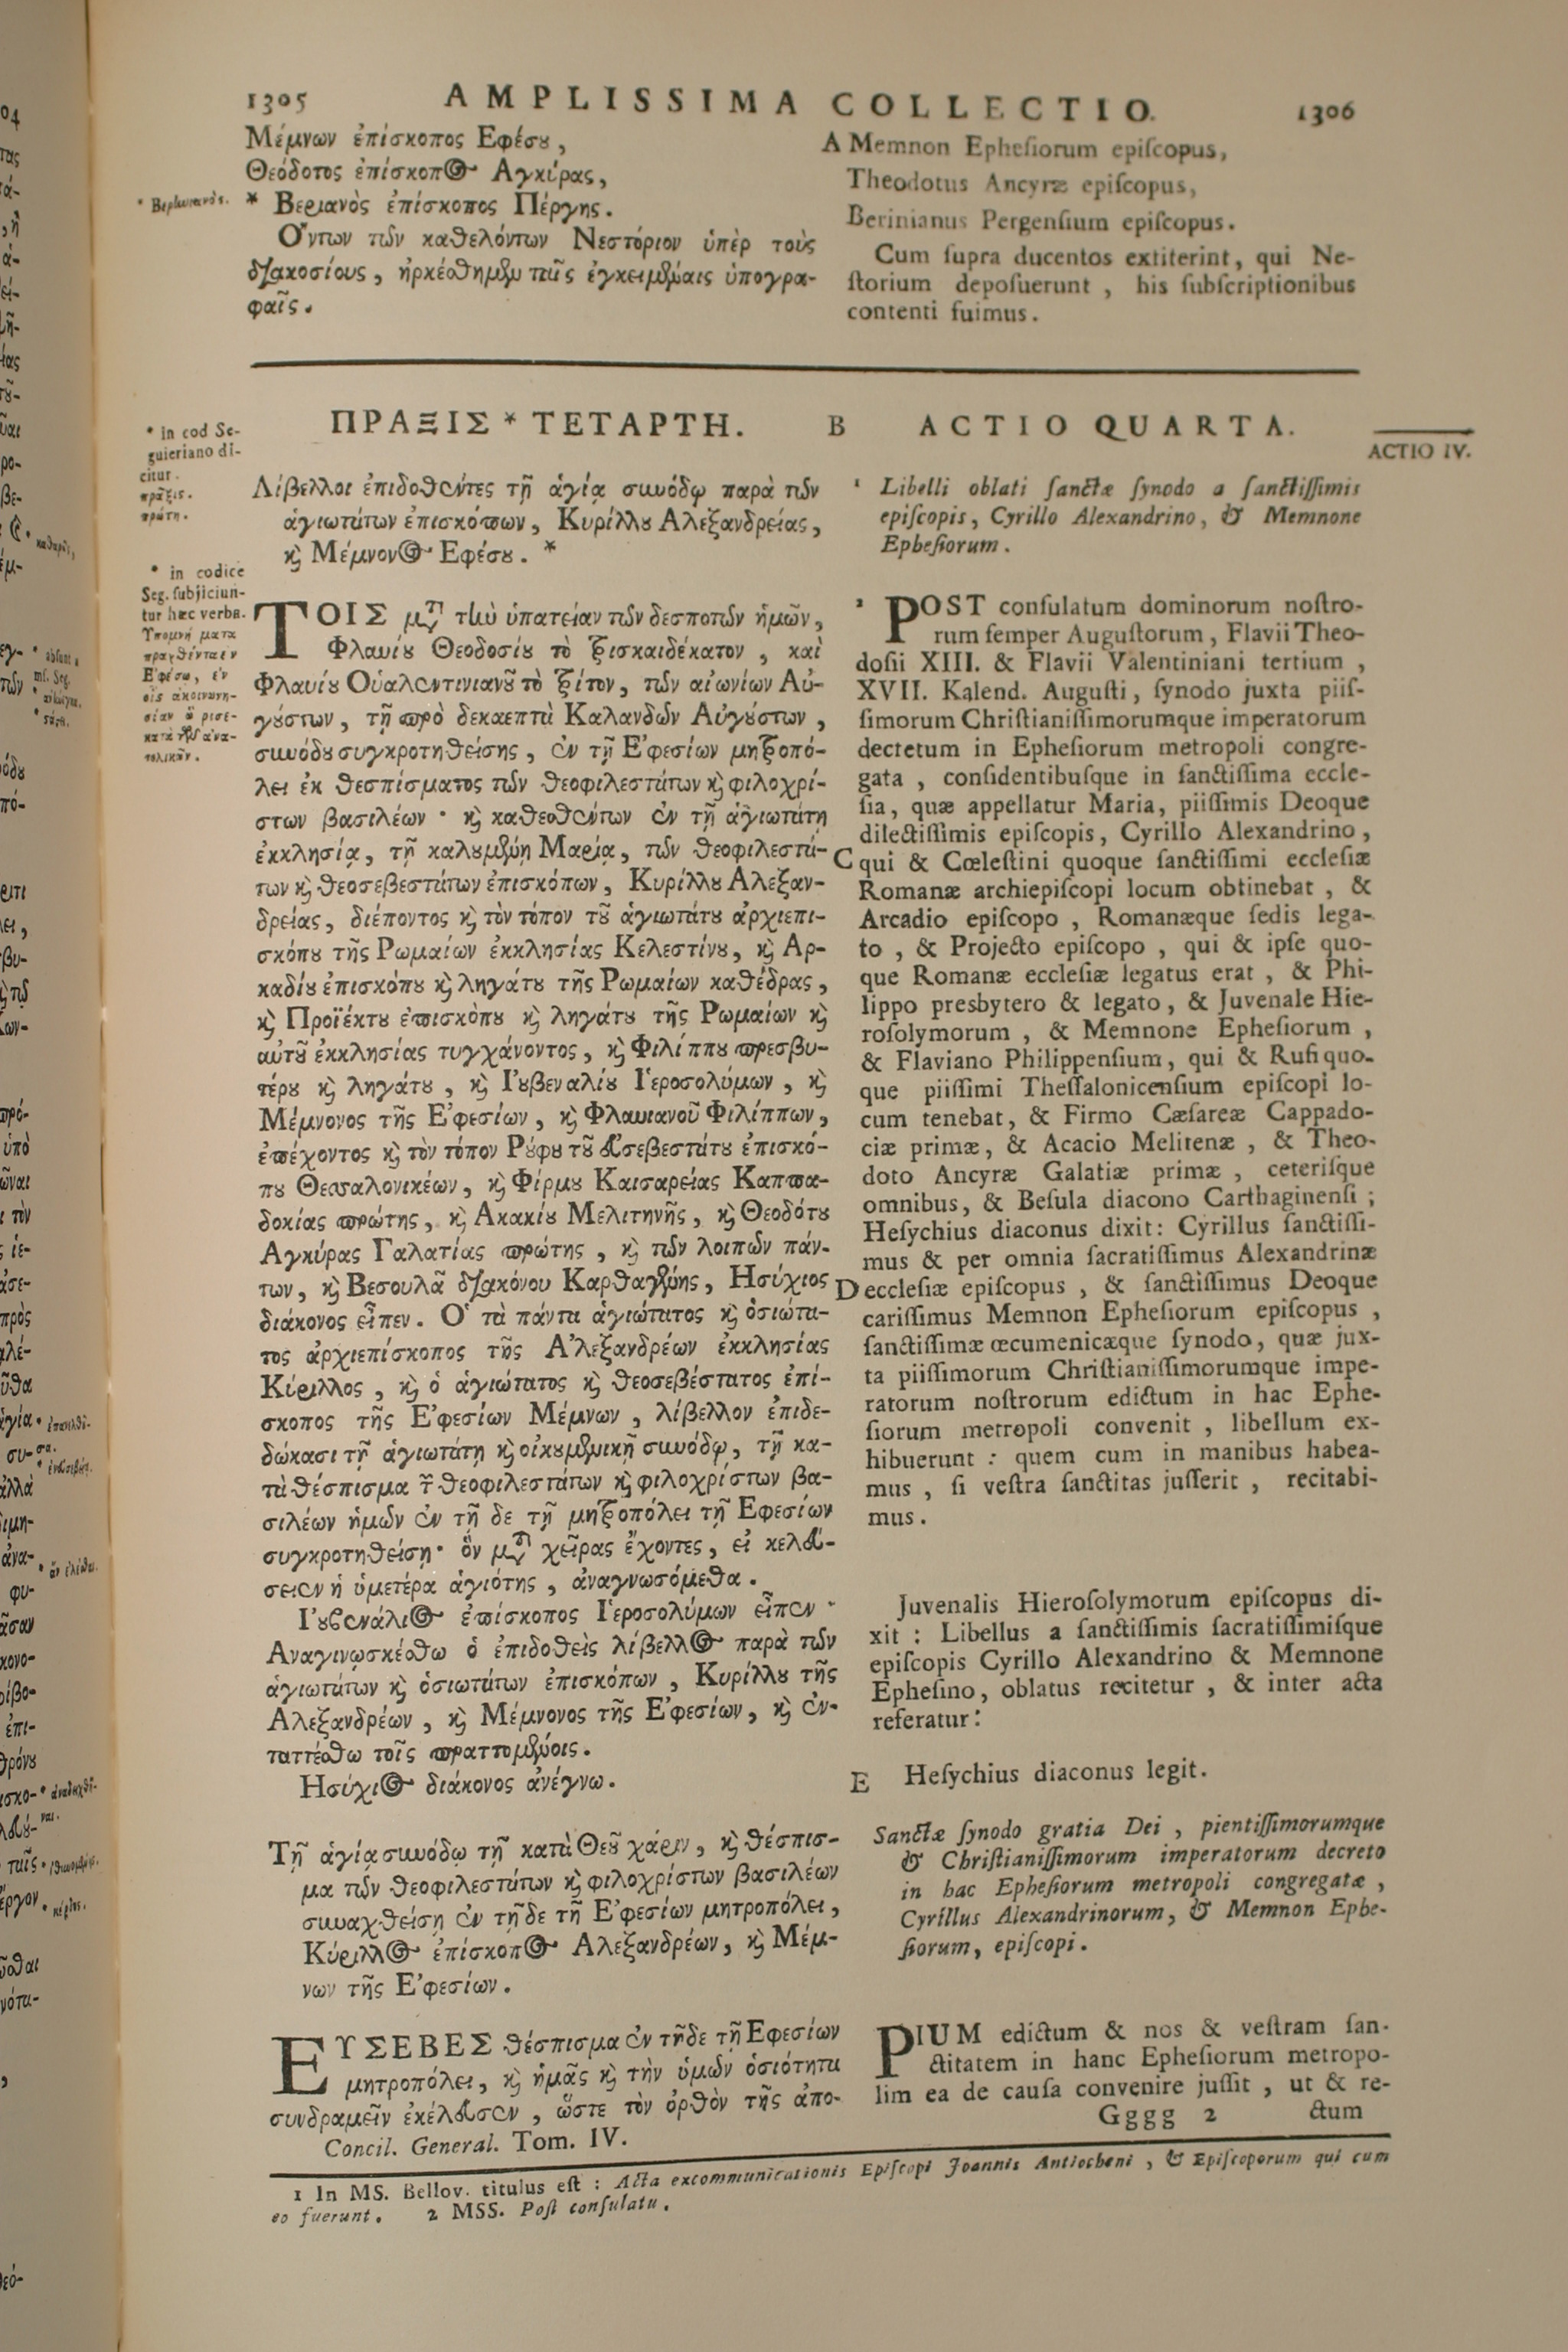 1305 AMPLISSIMA COLLECTIO. 1306
Μέμνων ἐπίσκοπος Εφέσου,
Θεόδοτος ἐπίσκοπος Αγκύρας,
* Βεριανὸς ἐπίσκοπος Πέργης.
Ὄντων τῶν καθελόντων Νεστόριον ὑπὲρ τοὺς
διακοσίους, ἠρκέσθημεν ταῖς ἐγκειμέναις ὑπογρα-
φαῖς.
A Memnon Ephesiorum episcopus,
Theodotus Ancyræ episcopus,
Berinianus Pergensium episcopus.
Cum supra ducentos extiterint, qui Ne-
storium deposuerunt, his subscriptionibus
contenti fuimus.
ΠΡΑΞΙΣ * ΤΕΤΑΡΤΗ.
* in cod Se-
guieriano di-
citur.
πρᾶξις.
πρώτη.
Λίβελλοι ἐπιδοθέντες τῇ ἁγίᾳ συνόδῳ παρὰ τῶν
ἁγιωτάτων ἐπισκόπων, Κυρίλλου Αλεξανδρείας,
καὶ Μέμνονος Εφέσου. *
* in codice
Seg. subjiciun-
tur hæc verba.
ΤΟΙΣ μετὰ τὴν ὑπατείαν τῶν δεσποτῶν ἡμῶν,
Φλαυίου Θεοδοσίου τὸ τρισκαιδέκατον, καὶ
Φλαυίου Οὐαλεντινιανοῦ τὸ τρίτον, τῶν αἰωνίων Αὐ-
γούστων, τῇ πρὸ δεκαεπτὰ Καλανδῶν Αὐγούστων,
συνόδου συγκροτηθείσης, ἐν τῇ Ἐφεσίων μητροπό-
λει ἐκ θεσπίσματος τῶν θεοφιλεστάτων καὶ φιλοχρί-
στων βασιλέων · καὶ καθεσθέντων ἐν τῇ ἁγιωτάτῃ
ἐκκλησίᾳ, τῇ καλουμένῃ Μαρίᾳ, τῶν θεοφιλεστά-
των καὶ θεοσεβεστάτων ἐπισκόπων, Κυρίλλου Αλεξαν-
δρείας, διέποντος καὶ τὸν τόπον τοῦ ἁγιωτάτου ἀρχιεπι-
σκόπου τῆς Ρωμαίων ἐκκλησίας Κελεστίνου, καὶ Αρ-
καδίου ἐπισκόπου καὶ ληγάτου τῆς Ρωμαίων καθέδρας,
καὶ Προϊέκτου ἐπισκόπου καὶ ληγάτου τῆς Ρωμαίων καὶ
αὐτοῦ ἐκκλησίας τυγχάνοντος, καὶ Φιλίππου πρεσβυ-
τέρου καὶ ληγάτου, καὶ Ἰουβεναλίου Ἱεροσολύμων, καὶ
Μέμνονος τῆς Ἐφεσίων, καὶ Φλαυιανοῦ Φιλίππων,
ἐπέχοντος καὶ τὸν τόπον Ρούφου τοῦ εὐσεβεστάτου ἐπισκό-
που Θεσσαλονικέων, καὶ Φίρμου Καισαρείας Καππα-
δοκίας πρώτης, καὶ Ακακίου Μελιτηνῆς, καὶ Θεοδότου
Αγκύρας Γαλατίας πρώτης, καὶ τῶν λοιπῶν πάν-
των, καὶ Βεσουλᾶ διακόνου Καρθαγένης, Ησύχιος
διάκονος εἶπεν. Ὁ τὰ πάντα ἁγιώτατος καὶ ὁσιώτα-
τος ἀρχιεπίσκοπος τῆς Ἀλεξανδρέων ἐκκλησίας
Κύριλλος, καὶ ὁ ἁγιώτατος καὶ θεοσεβέστατος ἐπί-
σκοπος τῆς Ἐφεσίων Μέμνων, λίβελλον ἐπιδε-
δώκασι τῇ ἁγιωτάτῃ καὶ οἰκουμενικῇ συνόδῳ, τῇ κα-
τὰ θέσπισμα τῶν θεοφιλεστάτων καὶ φιλοχρίστων βα-
σιλέων ἡμῶν ἐν τῇ δε τῇ μητροπόλει τῇ Ἐφεσίων
συγκροτηθείσῃ· ὃν μετὰ χεῖρας ἔχοντες, εἰ κελεύ-
σειεν ἡ ὑμετέρα ἁγιότης, ἀναγνωσόμεθα.
Ἰουβενάλιος ἐπίσκοπος Ἱεροσολύμων εἶπεν ·
Αναγινωσκέσθω ὁ ἐπιδοθεὶς λίβελλος παρὰ τῶν
ἁγιωτάτων καὶ ὁσιωτάτων ἐπισκόπων, Κυρίλλου τῆς
Αλεξανδρέων, καὶ Μέμνονος τῆς Ἐφεσίων, καὶ ἐν-
ταττέσθω τοῖς πραττομένοις.
Ησύχιος διάκονος ἀνέγνω.
Τῇ ἁγίᾳ συνόδῳ τῇ κατὰ Θεοῦ χάριν, καὶ θέσπισ-
μα τῶν θεοφιλεστάτων καὶ φιλοχρίστων βασιλέων
συναχθείσῃ ἐν τῇδε τῇ Ἐφεσίων μητροπόλει,
Κύριλλος ἐπίσκοπος Αλεξανδρέων, καὶ Μέμ-
νων τῆς Ἐφεσίων.
ΕΥΣΕΒΕΣ θέσπισμα ἐν τῇδε τῇ Εφεσίων
μητροπόλει, καὶ ἡμᾶς καὶ τὴν ὑμῶν ὁσιότητα
συνδραμεῖν ἐκέλευσεν, ὥστε τὸν ὀρθὸν τῆς ἀπο-
Concil. General. Tom. IV.
B ACTIO QUARTA.
ACTIO IV.
1 Libelli oblati sanctæ synodo a sanctissimis
episcopis, Cyrillo Alexandrino, & Memnone
Ephesiorum.
2 POST consulatum dominorum nostro-
rum semper Augustorum, Flavii Theo-
dosii XIII. & Flavii Valentiniani tertium,
XVII. Kalend. Augusti, synodo juxta piis-
simorum Christianissimorumque imperatorum
dectetum in Ephesiorum metropoli congre-
gata, considentibusque in sanctissima eccle-
sia, quæ appellatur Maria, piissimis Deoque
dilectissimis episcopis, Cyrillo Alexandrino,
C qui & Cœlestini quoque sanctissimi ecclesiæ
Romanæ archiepiscopi locum obtinebat, &
Arcadio episcopo, Romanæque sedis lega-
to, & Projecto episcopo, qui & ipse quo-
que Romanæ ecclesiæ legatus erat, & Phi-
lippo presbytero & legato, & Juvenale Hie-
rosolymorum, & Memnone Ephesiorum,
& Flaviano Philippensium, qui & Rufi quo-
que piissimi Thessalonicensium episcopi lo-
cum tenebat, & Firmo Cæsareæ Cappado-
ciæ primæ, & Acacio Melitenæ, & Theo-
doto Ancyræ Galatiæ primæ, ceterisque
omnibus, & Besula diacono Carthaginensi;
Hesychius diaconus dixit: Cyrillus sanctissi-
mus & per omnia sacratissimus Alexandrinæ
D ecclesiæ episcopus, & sanctissimus Deoque
carissimus Memnon Ephesiorum episcopus,
sanctissimæ œcumenicæque synodo, quæ jux-
ta piissimorum Christianissimorumque impe-
ratorum nostrorum edictum in hac Ephe-
siorum metropoli convenit, libellum ex-
hibuerunt: quem cum in manibus habea-
mus, si vestra sanctitas jusserit, recitabi-
mus.
Juvenalis Hierosolymorum episcopus di-
xit: Libellus a sanctissimis sacratissimisque
episcopis Cyrillo Alexandrino & Memnone
Ephesino, oblatus recitetur, & inter acta
referatur:
E Hesychius diaconus legit.
Sanctæ synodo gratia Dei, pientissimorumque
& Christianissimorum imperatorum decreto
in hac Ephesiorum metropoli congregatæ,
Cyrillus Alexandrinorum, & Memnon Ephe-
siorum, episcopi.
PIUM edictum & nos & vestram san-
ctitatem in hanc Ephesiorum metropo-
lim ea de causa convenire jussit, ut & re-
Gggg 2 ctum
1 In MS. Bellov. titulus est: Acta excommunicationis Episcopi Joannis Antiocheni, & Episcoporum qui cum
eo fuerunt. 2 MSS. Post consulatu.